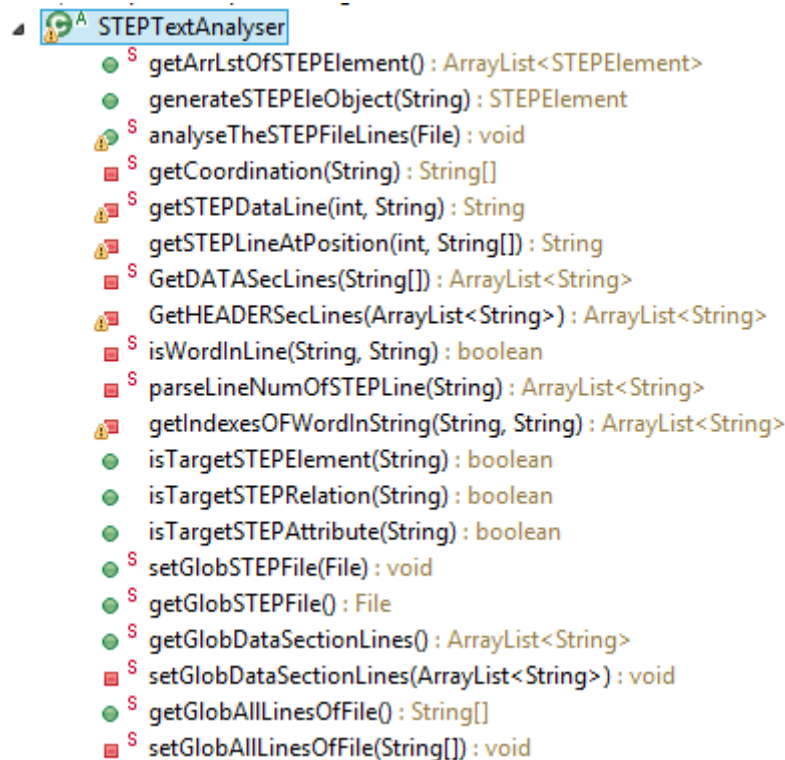 A STEPTextAnalyser
S getArrLstOfSTEPElement() : ArrayList<STEPElement>
generateSTEPEleObject(String) : STEPElement
S analyseTheSTEPFileLines(File) : void
S getCoordination(String) : String[]
S getSTEPDataLine(int, String) : String
getSTEPLineAtPosition(int, String[]) : String
S GetDATASecLines(String[]) : ArrayList<String>
GetHEADERSecLines(ArrayList<String>) : ArrayList<String>
S isWordInLine(String, String) : boolean
S parseLineNumOfSTEPLine(String) : ArrayList<String>
getIndexesOFWordInString(String, String) : ArrayList<String>
isTargetSTEPElement(String) : boolean
isTargetSTEPRelation(String) : boolean
isTargetSTEPAttribute(String) : boolean
S setGlobSTEPFile(File) : void
S getGlobSTEPFile() : File
S getGlobDataSectionLines() : ArrayList<String>
S setGlobDataSectionLines(ArrayList<String>) : void
S getGlobAllLinesOfFile() : String[]
S setGlobAllLinesOfFile(String[]) : void